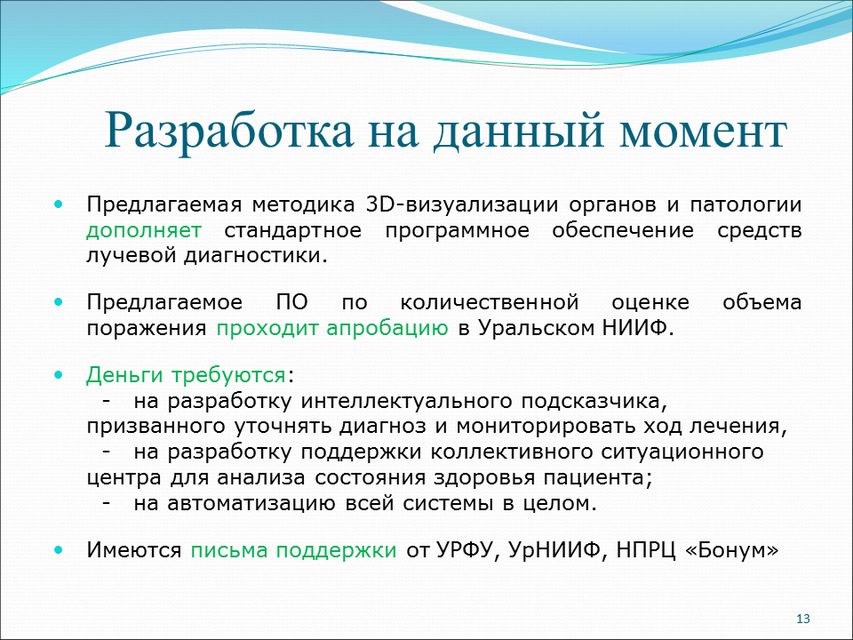 Разработка на данный момент
• Предлагаемая методика 3D-визуализации органов и патологии
дополняет стандартное программное обеспечение средств
лучевой диагностики.
• Предлагаемое ПО по количественной оценке объема
поражения проходит апробацию в Уральском НИИФ.
• Деньги требуются:
- на разработку интеллектуального подсказчика,
призванного уточнять диагноз и мониторировать ход лечения,
- на разработку поддержки коллективного ситуационного
центра для анализа состояния здоровья пациента;
- на автоматизацию всей системы в целом.
• Имеются письма поддержки от УРФУ, УрНИИФ, НПРЦ «Бонум»
13